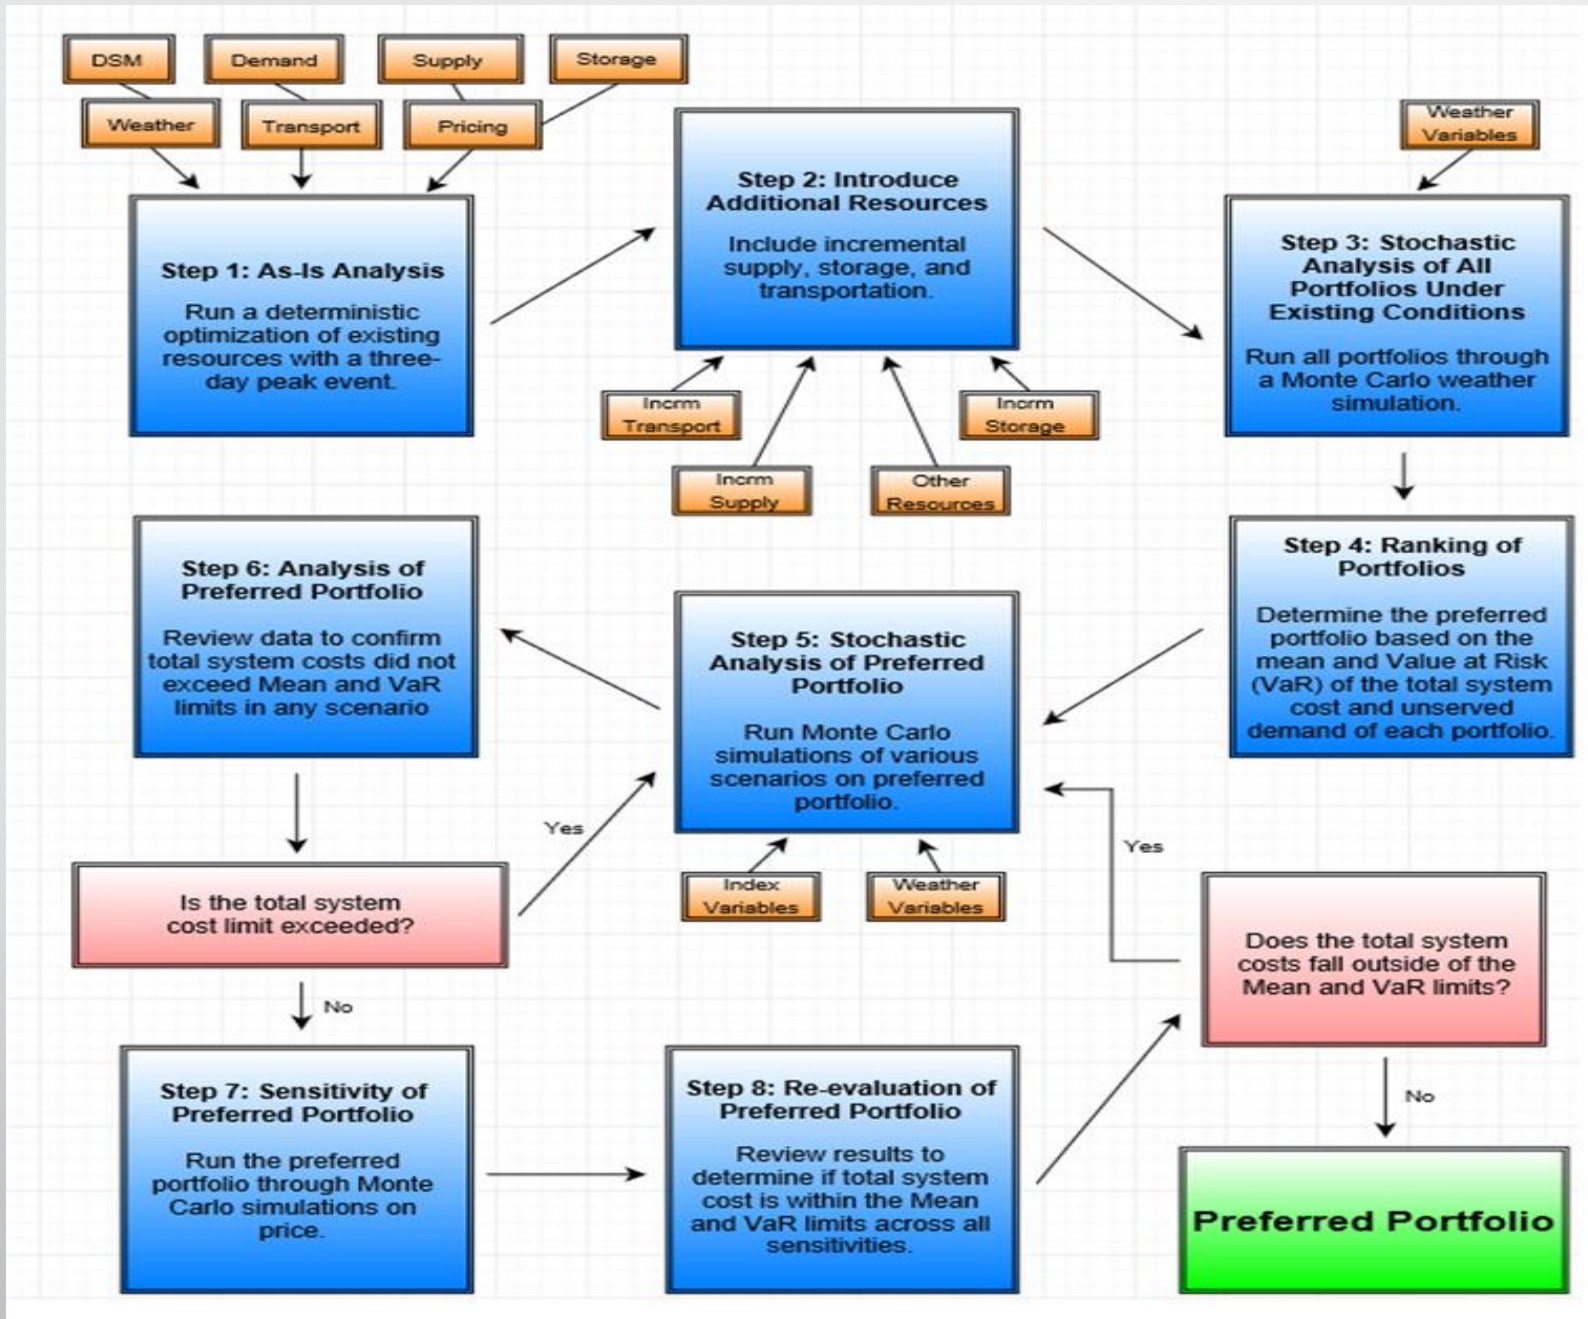 DSM
Demand
Supply
Storage
Weather
Transport
Pricing
Step 1: As-Is Analysis
Run a deterministic
optimization of existing
resources with a three-
day peak event.
Step 2: Introduce
Additional Resources
Include incremental
supply, storage, and
transportation.
Incrm
Transport
Incrm
Supply
Other
Resources
Incrm
Storage
Weather
Variables
Step 3: Stochastic
Analysis of All
Portfolios Under
Existing Conditions
Run all portfolios through
a Monte Carlo weather
simulation.
Step 4: Ranking of
Portfolios
Determine the preferred
portfolio based on the
mean and Value at Risk
(VaR) of the total system
cost and unserved
demand of each portfolio.
Step 5: Stochastic
Analysis of Preferred
Portfolio
Run Monte Carlo
simulations of various
scenarios on preferred
portfolio.
Index
Variables
Weather
Variables
Step 6: Analysis of
Preferred Portfolio
Review data to confirm
total system costs did not
exceed Mean and VaR
limits in any scenario
Is the total system
cost limit exceeded?
Yes
No
Step 7: Sensitivity of
Preferred Portfolio
Run the preferred
portfolio through Monte
Carlo simulations on
price.
Step 8: Re-evaluation of
Preferred Portfolio
Review results to
determine if total system
cost is within the Mean
and VaR limits across all
sensitivities.
Does the total system
costs fall outside of the
Mean and VaR limits?
Yes
No
Preferred Portfolio